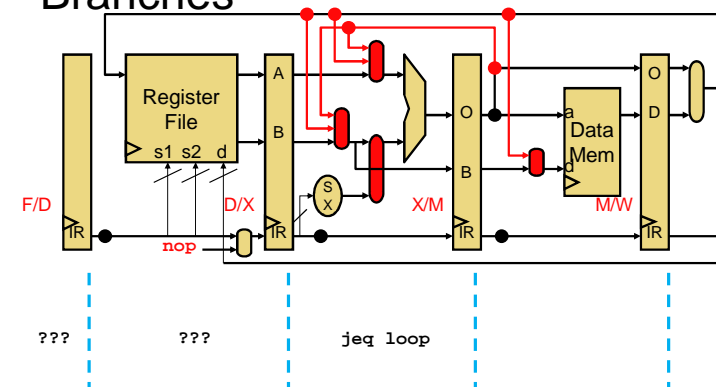 Branches
Register
File
s1 s2 d
A
B
S
X
O
B
a
Data
Mem
d
O
D
F/D
D/X
X/M
M/W
IR
IR
IR
IR
nop
??? ??? jeq loop